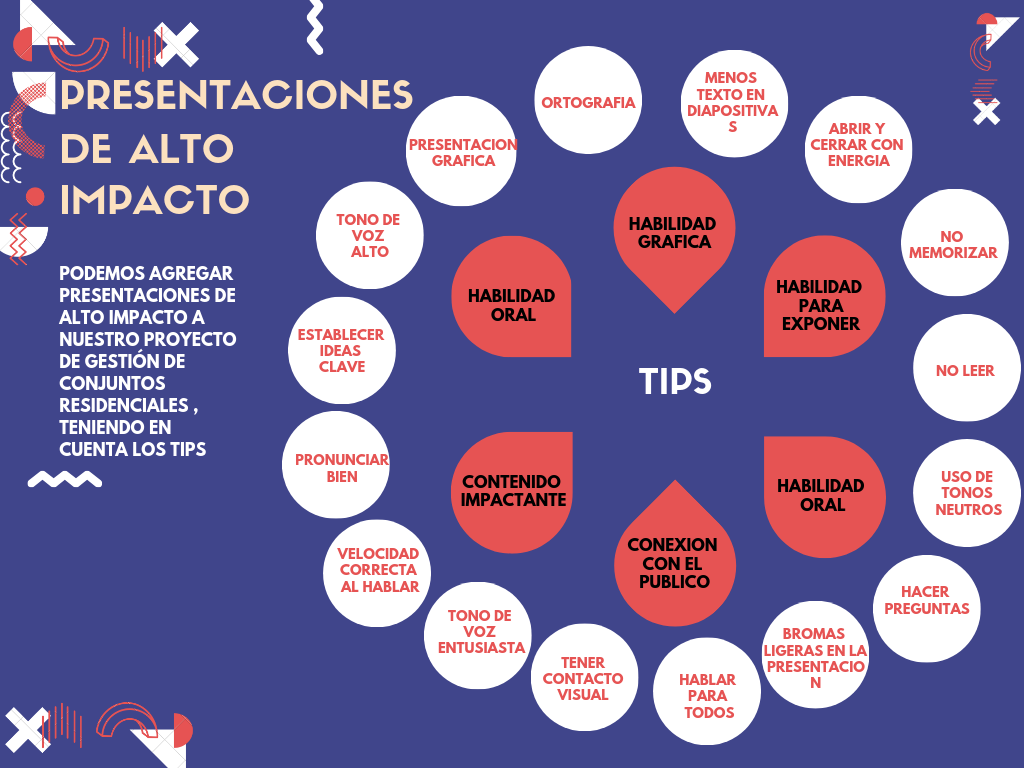 PRESENTACIONES
DE ALTO
IMPACTO
PODEMOS AGREGAR
PRESENTACIONES DE
ALTO IMPACTO A
NUESTRO PROYECTO
DE GESTIÓN DE
CONJUNTOS
RESIDENCIALES ,
TENIENDO EN
CUENTA LOS TIPS
TIPS
HABILIDAD
GRAFICA
HABILIDAD
PARA
EXPONER
HABILIDAD
ORAL
CONEXION
CON EL
PUBLICO
CONTENIDO
IMPACTANTE
HABILIDAD
ORAL
ORTOGRAFIA
MENOS
TEXTO EN
DIAPOSITIVA
S
ABRIR Y
CERRAR CON
ENERGIA
NO
MEMORIZAR
NO LEER
USO DE
TONOS
NEUTROS
HACER
PREGUNTAS
BROMAS
LIGERAS EN LA
PRESENTACIO
N
HABLAR
PARA
TODOS
TENER
CONTACTO
VISUAL
TONO DE
VOZ
ENTUSIASTA
VELOCIDAD
CORRECTA
AL HABLAR
PRONUNCIAR
BIEN
ESTABLECER
IDEAS
CLAVE
TONO DE
VOZ
ALTO
PRESENTACION
GRAFICA